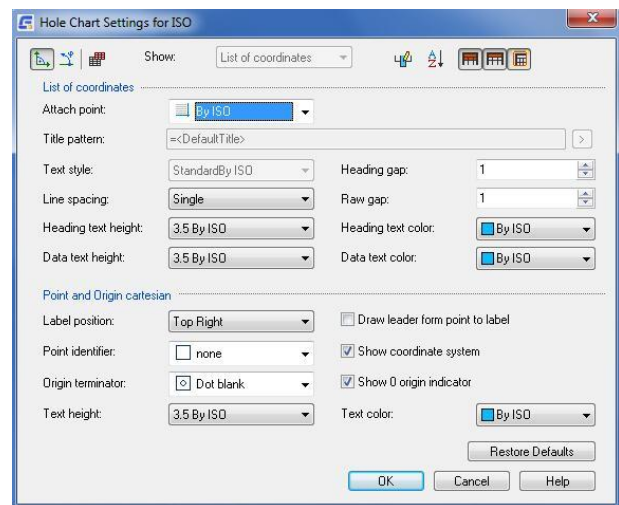 Hole Chart Settings for ISO
Show: List of coordinates
List of coordinates
Attach point: By ISO
Title pattern: =<DefaultTitle> >
Text style: StandardBy ISO Heading gap: 1
Line spacing: Single Raw gap: 1
Heading text height: 3.5 By ISO Heading text color: By ISO
Data text height: 3.5 By ISO Data text color: By ISO
Point and Origin cartesian
Label position: Top Right Draw leader form point to label
Point identifier: none Show coordinate system
Origin terminator: Dot blank Show 0 origin indicator
Text height: 3.5 By ISO Text color: By ISO
Restore Defaults
OK Cancel Help